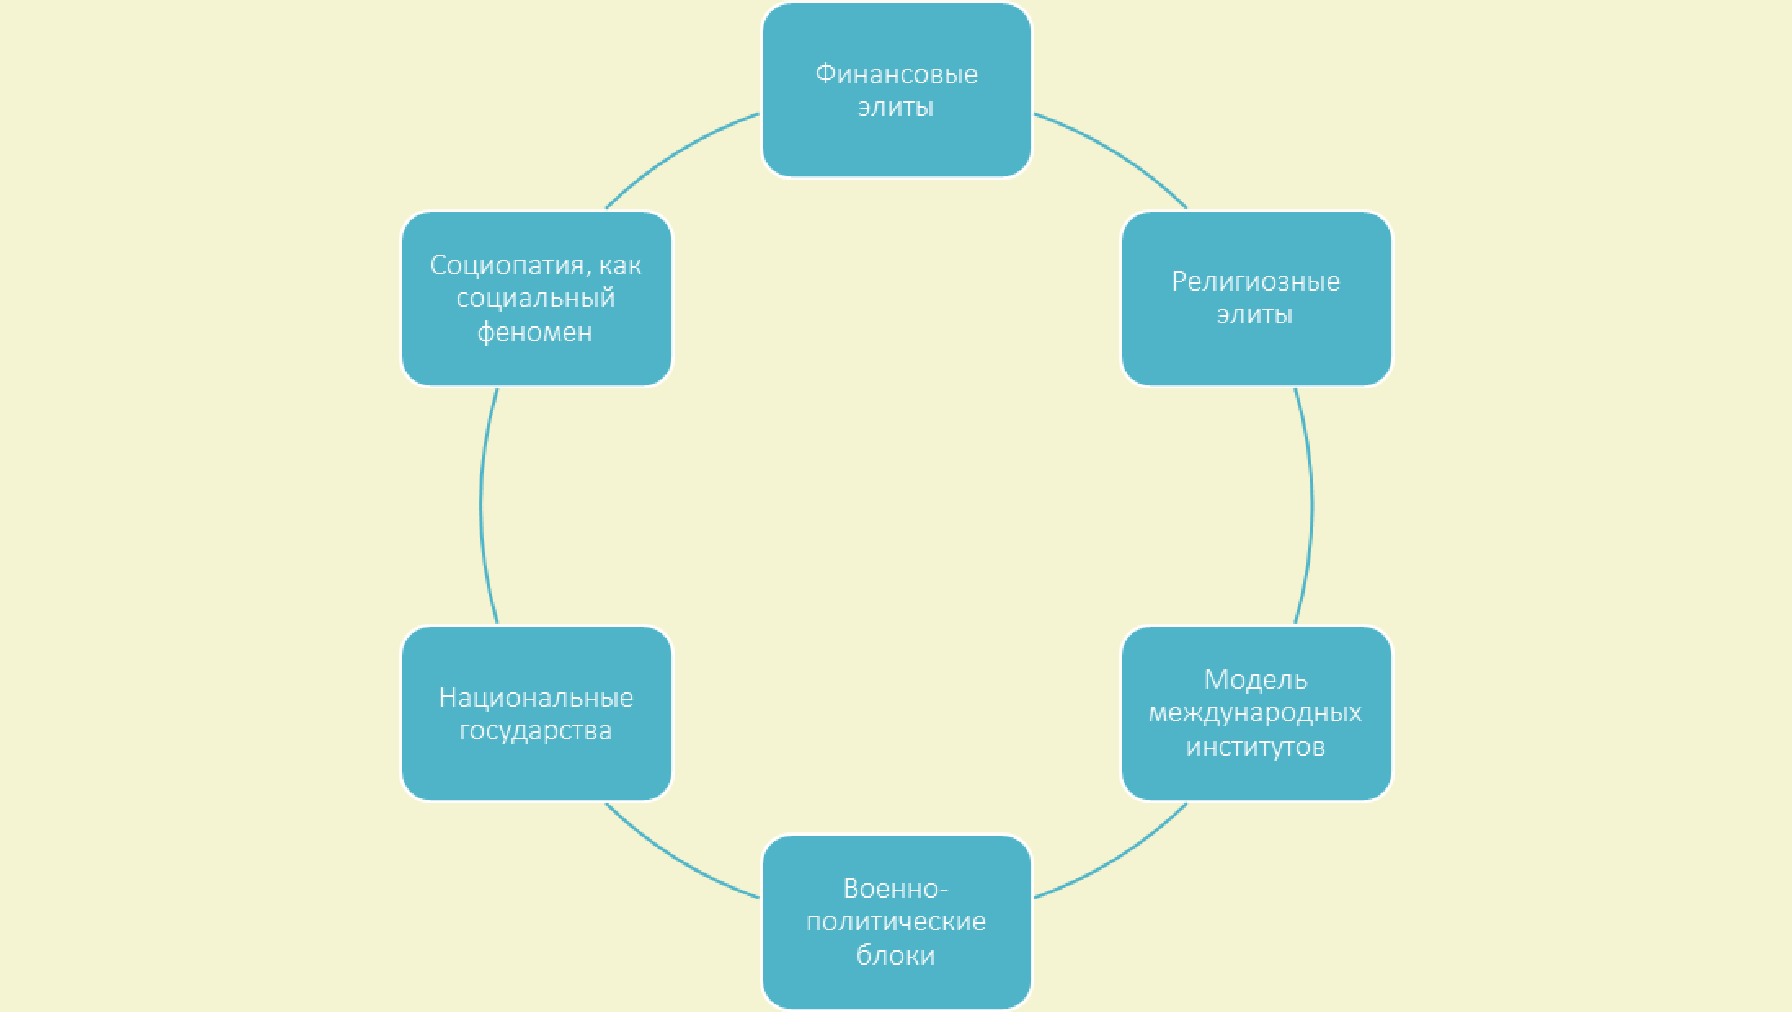 Финансовые
элиты
Религиозные
элиты
Модель
международных
институтов
Военно-
политические
блоки
Национальные
государства
Социопатия, как
социальный
феномен